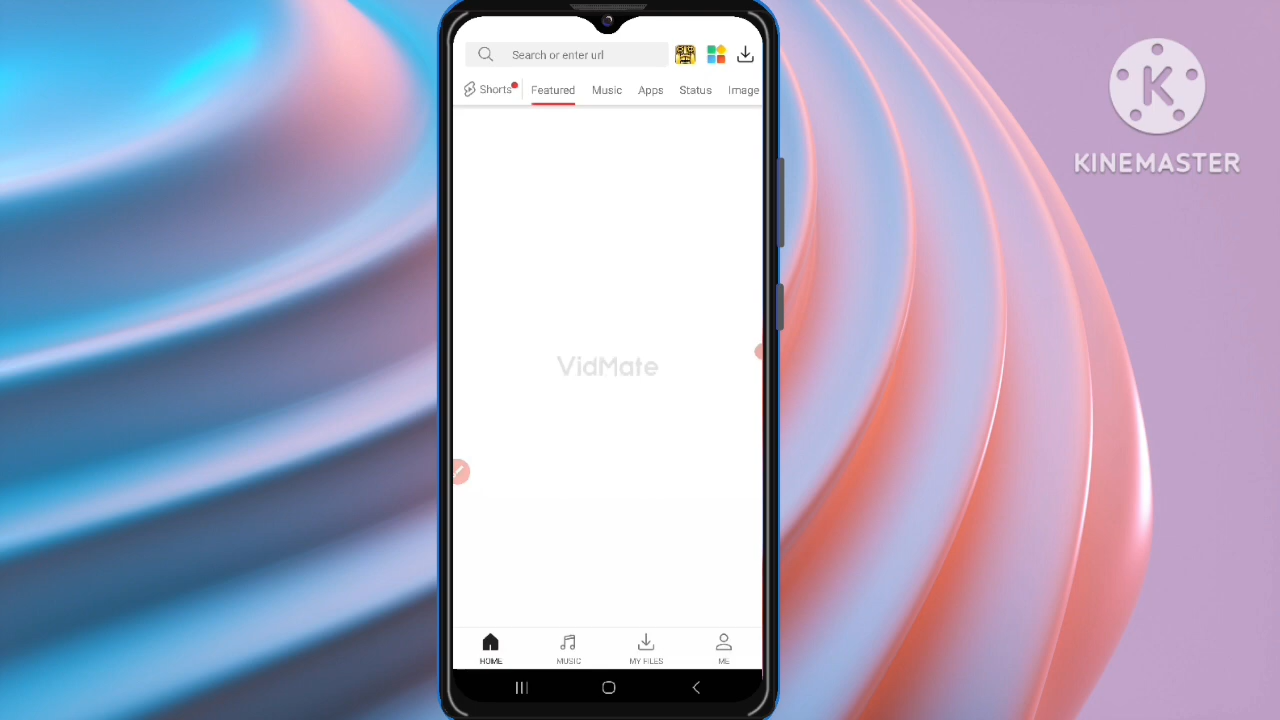 Search or enter url
Shorts Featured Music Apps Status Image
VidMate
HOME MUSIC MY FILES ME
KINEMASTER